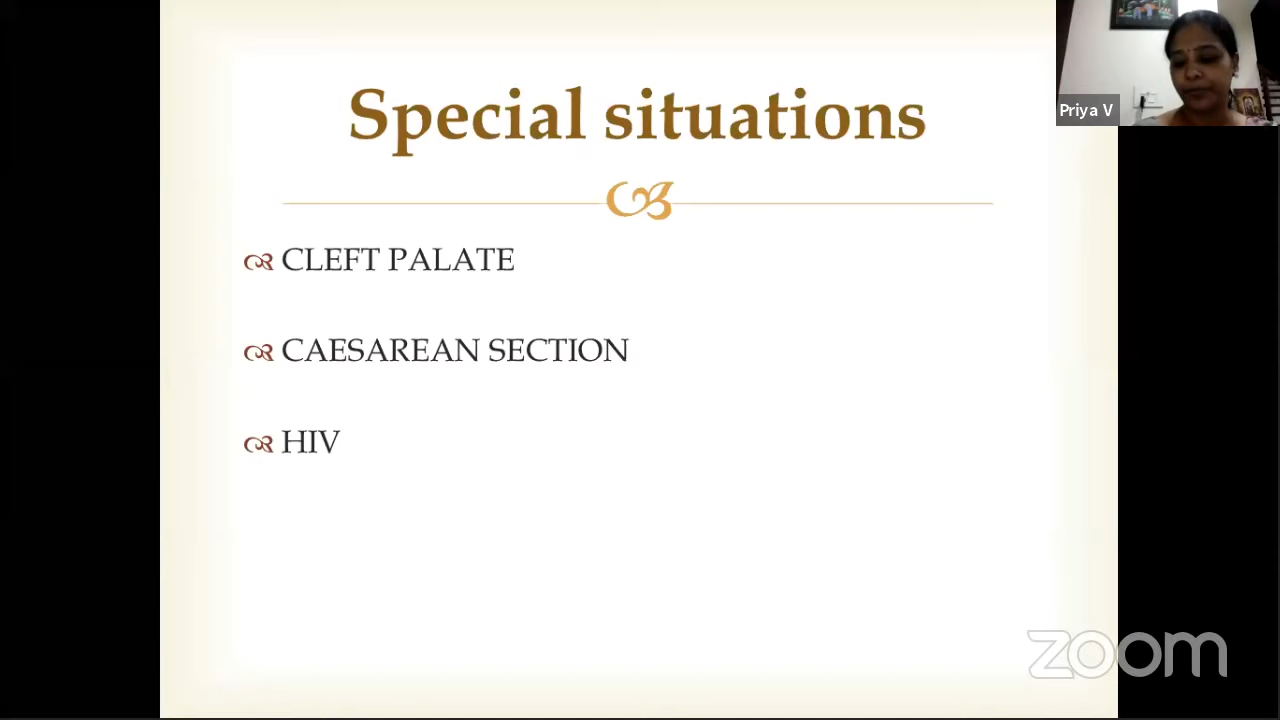 Special situations
CLEFT PALATE
CAESAREAN SECTION
HIV
Priya V
zoom